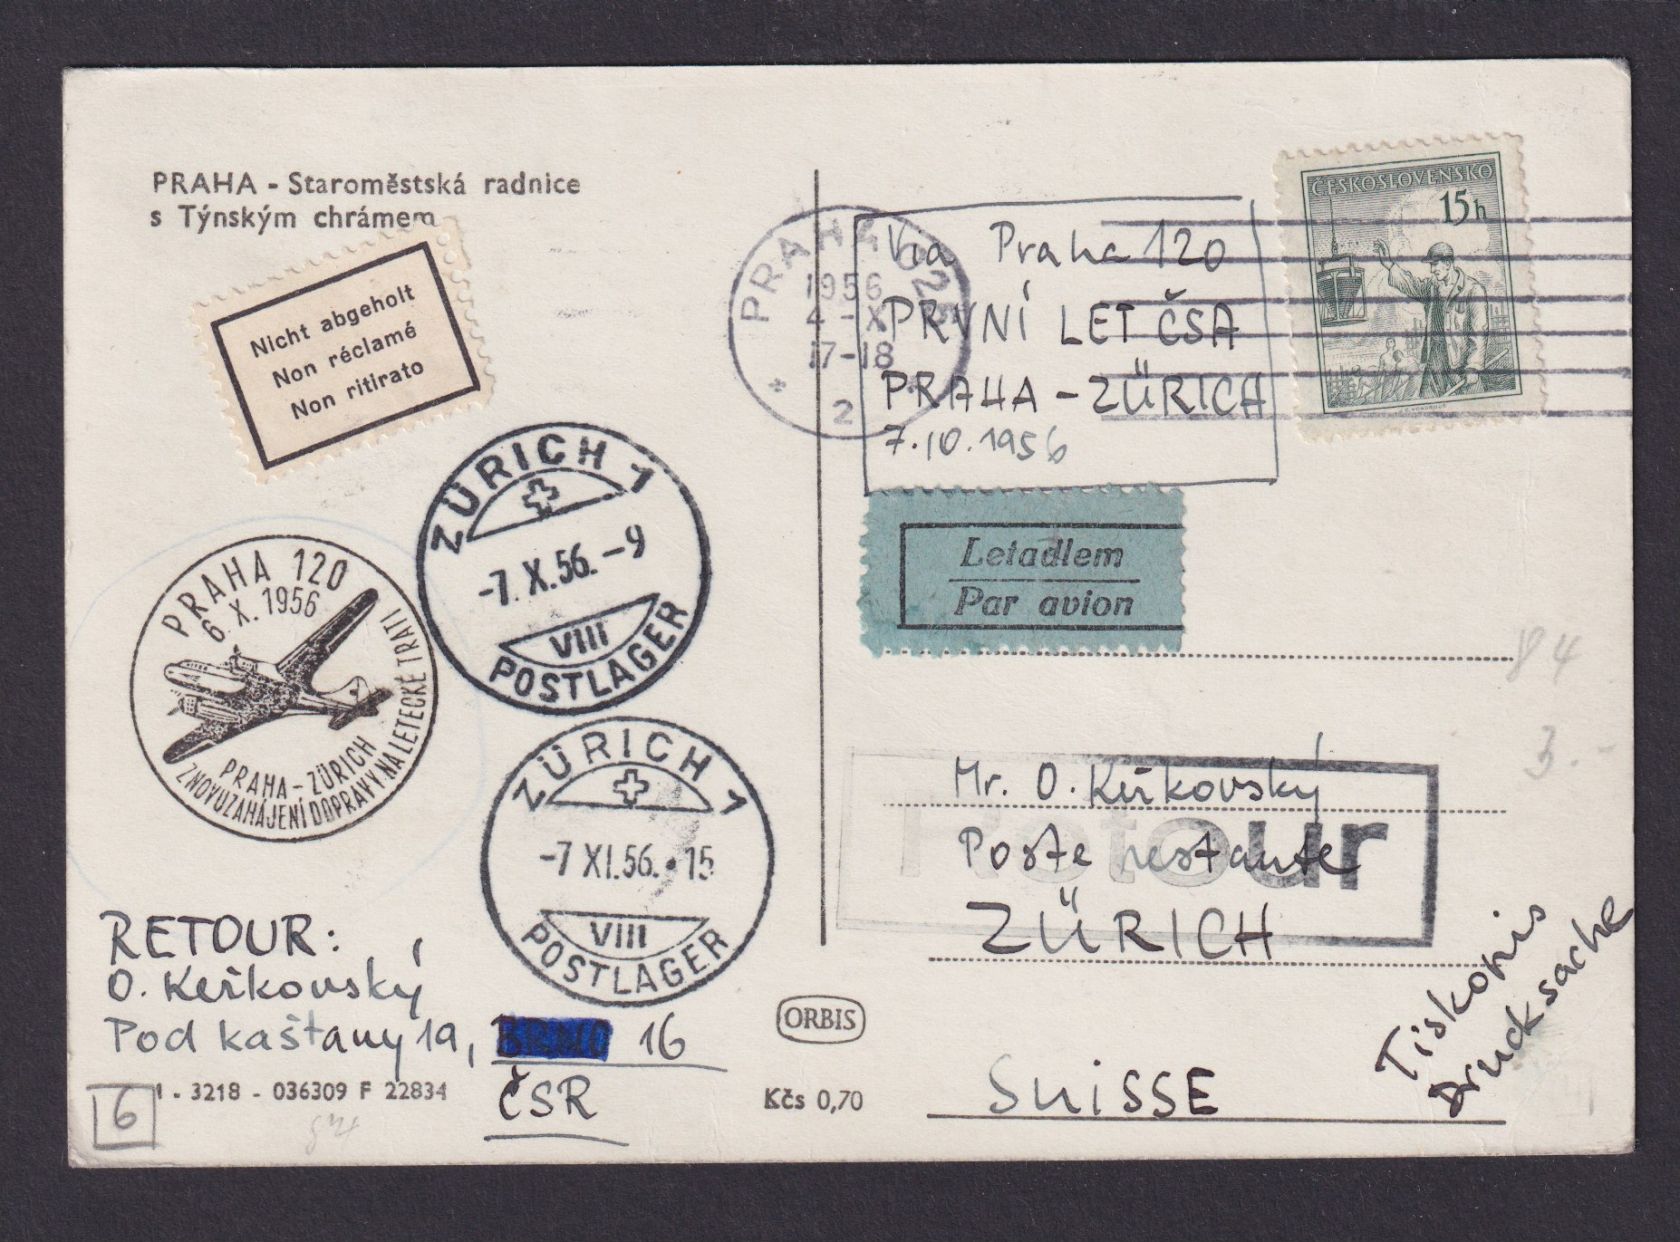 PRAHA - Staroměstská radnice
s Týnským chrámem
Nicht abgeholt
Non réclamé
Non ritirato
PRAHA 025
1956
4 - X
17-18
2
Via Praha 120
PRVNÍ LET ČSA
PRAHA - ZÜRICH
7.10.1956
ČESKOSLOVENSKO
15h
Letadlem
Par avion
ZÜRICH 1
-7.X.56.-9
VIII
POSTLAGER
PRAHA 120
6.X.1956
PRAHA - ZÜRICH
ZNOVUZAHÁJENÍ DOPRAVY NA LETECKÉ TRATI
ZÜRICH 1
-7 XI.56.•15
VIII
POSTLAGER
84
3.-
Retour
Mr. O. Keřkovský
Poste restante
ZÜRICH
SUISSE
Tiskopis
Drucksache
RETOUR:
O. Keřkovský
Pod kaštany 19, BRNO 16
ČSR
- 3218 - 036309 F 22834
6
ORBIS
Kčs 0,70